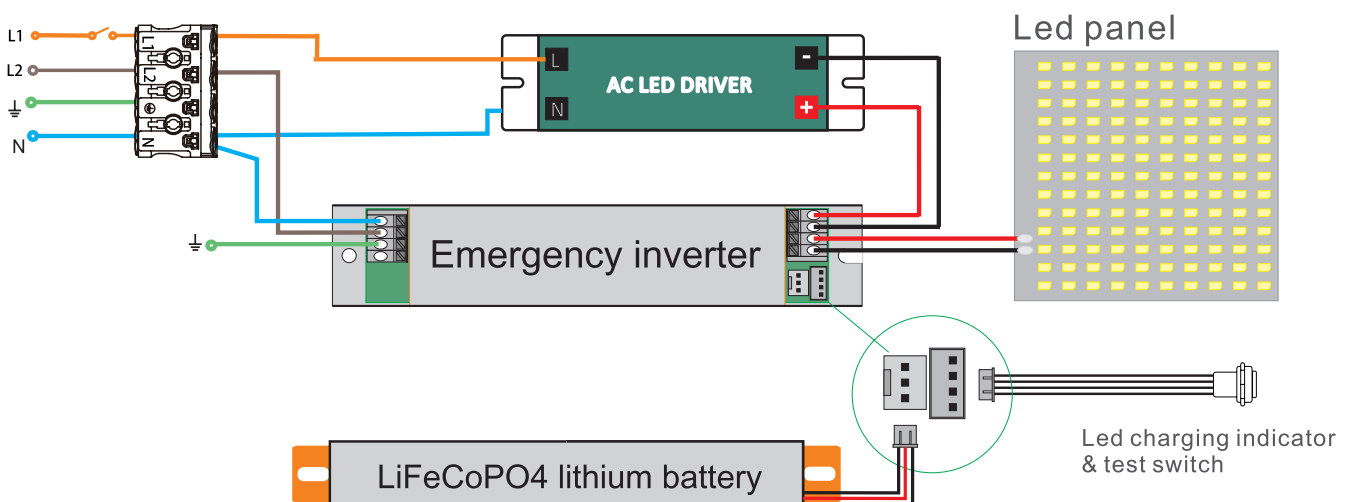 Led panel
L1
L2
N
L1
L2
N
L
N
AC LED DRIVER
-
+
Emergency inverter
Led charging indicator
& test switch
LiFeCoPO4 lithium battery